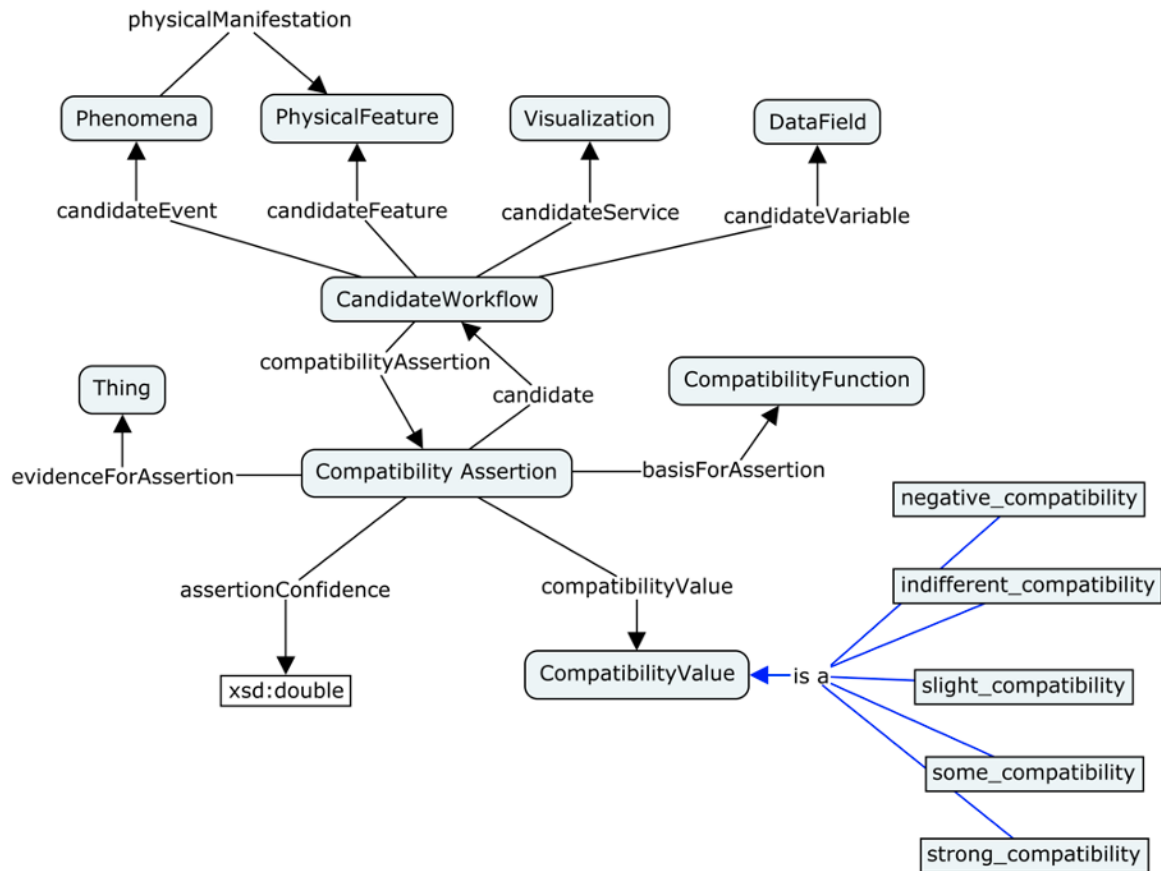 physicalManifestation
Phenomena
PhysicalFeature
Visualization
DataField
candidateEvent
candidateFeature
candidateService
candidateVariable
CandidateWorkflow
compatibilityAssertion
candidate
Thing
CompatibilityFunction
evidenceForAssertion
Compatibility Assertion
basisForAssertion
negative_compatibility
indifferent_compatibility
assertionConfidence
compatibilityValue
xsd:double
CompatibilityValue
is a
slight_compatibility
some_compatibility
strong_compatibility